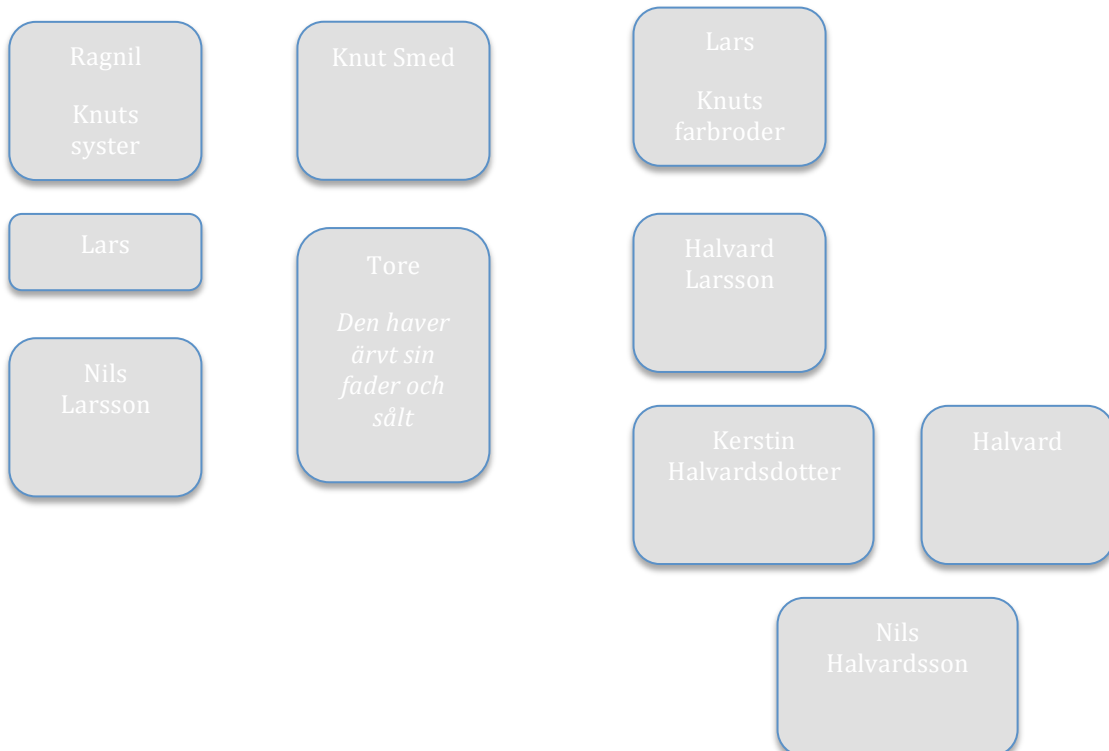 Ragnil
Knuts
syster
Knut Smed
Lars
Knuts
farbroder
Lars
Tore
Den haver
ärvt sin
fader och
sålt
Halvard
Larsson
Nils
Larsson
Kerstin
Halvardsdotter
Halvard
Nils
Halvardsson